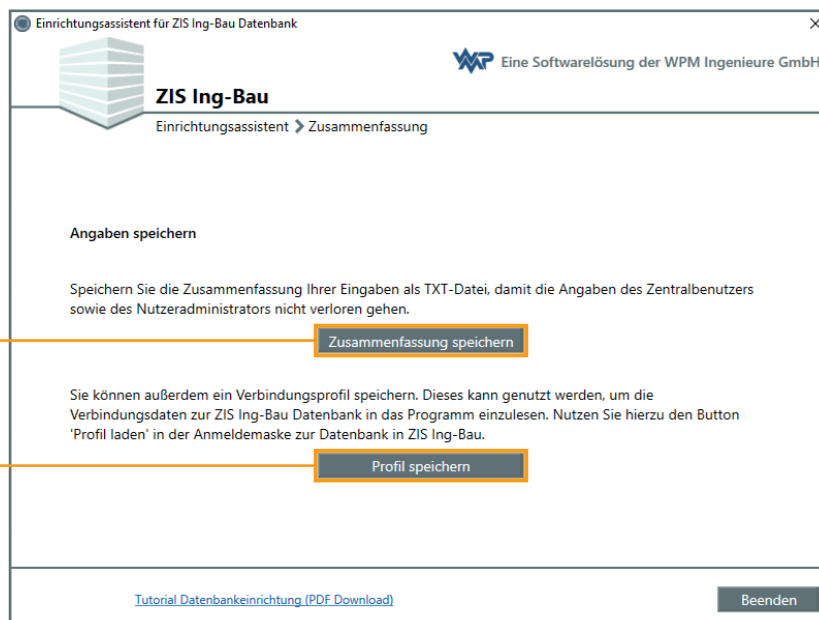 Einrichtungsassistent für ZIS Ing-Bau Datenbank
WMP Eine Softwarelösung der WPM Ingenieure GmbH
ZIS Ing-Bau
Einrichtungsassistent > Zusammenfassung
Angaben speichern
Speichern Sie die Zusammenfassung Ihrer Eingaben als TXT-Datei, damit die Angaben des Zentralbenutzers
sowie des Nutzeradministrators nicht verloren gehen.
Zusammenfassung speichern
Sie können außerdem ein Verbindungsprofil speichern. Dieses kann genutzt werden, um die
Verbindungsdaten zur ZIS Ing-Bau Datenbank in das Programm einzulesen. Nutzen Sie hierzu den Button
'Profil laden' in der Anmeldemaske zur Datenbank in ZIS Ing-Bau.
Profil speichern
Tutorial Datenbankeinrichtung (PDF Download)
Beenden